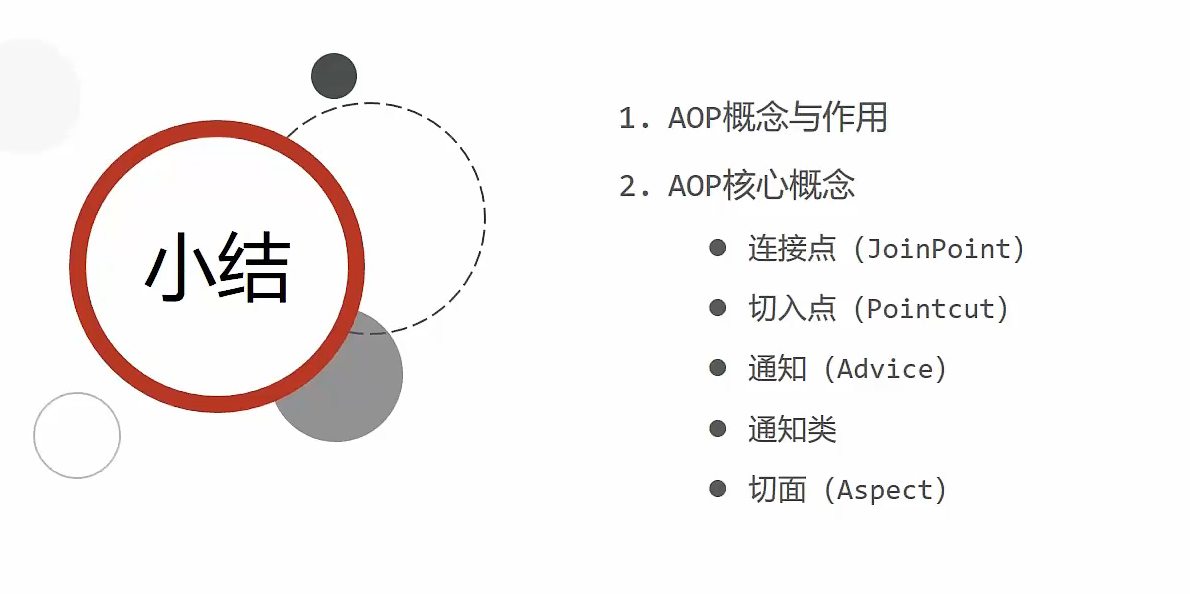 小结
1. AOP概念与作用
2. AOP核心概念
● 连接点（JoinPoint）
● 切入点（Pointcut）
● 通知（Advice）
● 通知类
● 切面（Aspect）